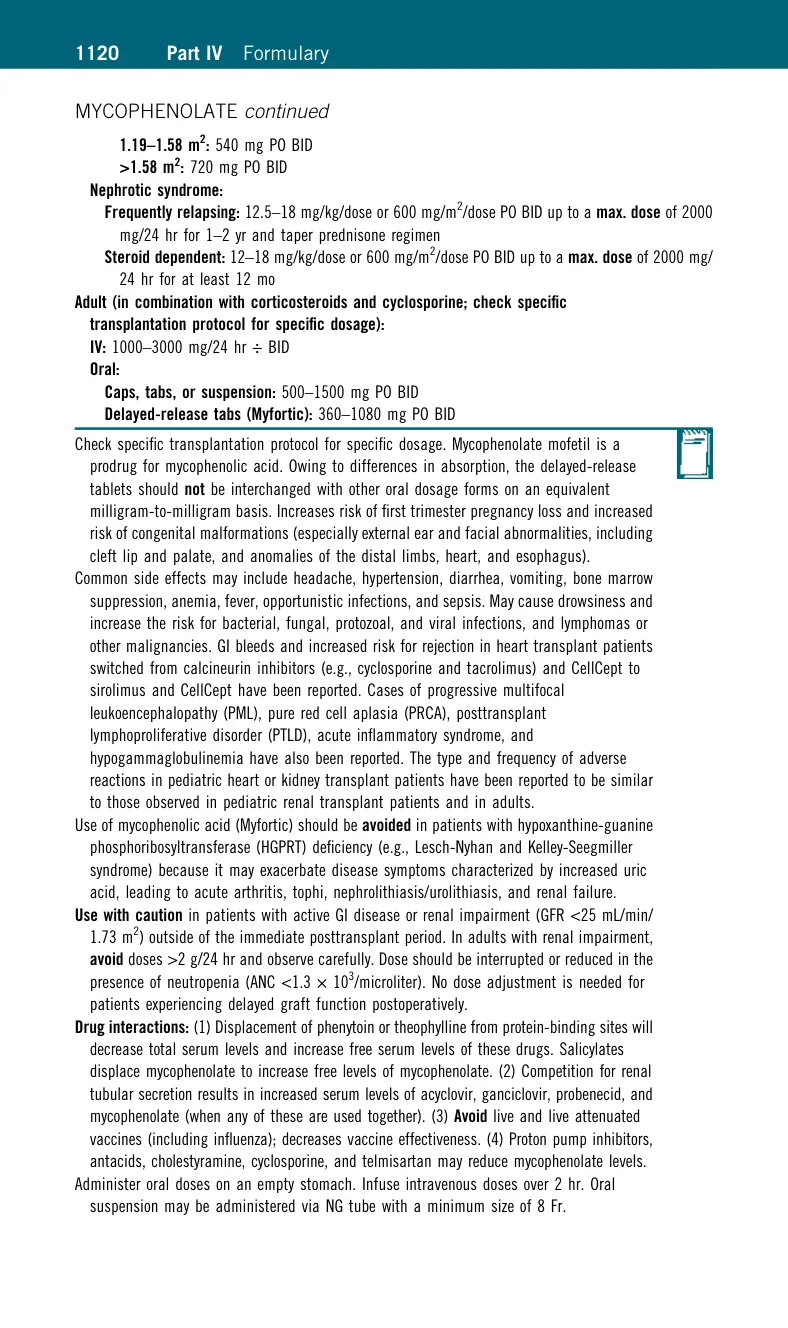 1120 Part IV Formulary
MYCOPHENOLATE continued
1.19–1.58 m²: 540 mg PO BID
>1.58 m²: 720 mg PO BID
Nephrotic syndrome:
Frequently relapsing: 12.5–18 mg/kg/dose or 600 mg/m²/dose PO BID up to a max. dose of 2000
mg/24 hr for 1–2 yr and taper prednisone regimen
Steroid dependent: 12–18 mg/kg/dose or 600 mg/m²/dose PO BID up to a max. dose of 2000 mg/
24 hr for at least 12 mo
Adult (in combination with corticosteroids and cyclosporine; check specific
transplantation protocol for specific dosage):
IV: 1000–3000 mg/24 hr ÷ BID
Oral:
Caps, tabs, or suspension: 500–1500 mg PO BID
Delayed-release tabs (Myfortic): 360–1080 mg PO BID
Check specific transplantation protocol for specific dosage. Mycophenolate mofetil is a
prodrug for mycophenolic acid. Owing to differences in absorption, the delayed-release
tablets should not be interchanged with other oral dosage forms on an equivalent
milligram-to-milligram basis. Increases risk of first trimester pregnancy loss and increased
risk of congenital malformations (especially external ear and facial abnormalities, including
cleft lip and palate, and anomalies of the distal limbs, heart, and esophagus).
Common side effects may include headache, hypertension, diarrhea, vomiting, bone marrow
suppression, anemia, fever, opportunistic infections, and sepsis. May cause drowsiness and
increase the risk for bacterial, fungal, protozoal, and viral infections, and lymphomas or
other malignancies. GI bleeds and increased risk for rejection in heart transplant patients
switched from calcineurin inhibitors (e.g., cyclosporine and tacrolimus) and CellCept to
sirolimus and CellCept have been reported. Cases of progressive multifocal
leukoencephalopathy (PML), pure red cell aplasia (PRCA), posttransplant
lymphoproliferative disorder (PTLD), acute inflammatory syndrome, and
hypogammaglobulinemia have also been reported. The type and frequency of adverse
reactions in pediatric heart or kidney transplant patients have been reported to be similar
to those observed in pediatric renal transplant patients and in adults.
Use of mycophenolic acid (Myfortic) should be avoided in patients with hypoxanthine-guanine
phosphoribosyltransferase (HGPRT) deficiency (e.g., Lesch-Nyhan and Kelley-Seegmiller
syndrome) because it may exacerbate disease symptoms characterized by increased uric
acid, leading to acute arthritis, tophi, nephrolithiasis/urolithiasis, and renal failure.
Use with caution in patients with active GI disease or renal impairment (GFR <25 mL/min/
1.73 m²) outside of the immediate posttransplant period. In adults with renal impairment,
avoid doses >2 g/24 hr and observe carefully. Dose should be interrupted or reduced in the
presence of neutropenia (ANC <1.3 × 10³/microliter). No dose adjustment is needed for
patients experiencing delayed graft function postoperatively.
Drug interactions: (1) Displacement of phenytoin or theophylline from protein-binding sites will
decrease total serum levels and increase free serum levels of these drugs. Salicylates
displace mycophenolate to increase free levels of mycophenolate. (2) Competition for renal
tubular secretion results in increased serum levels of acyclovir, ganciclovir, probenecid, and
mycophenolate (when any of these are used together). (3) Avoid live and live attenuated
vaccines (including influenza); decreases vaccine effectiveness. (4) Proton pump inhibitors,
antacids, cholestyramine, cyclosporine, and telmisartan may reduce mycophenolate levels.
Administer oral doses on an empty stomach. Infuse intravenous doses over 2 hr. Oral
suspension may be administered via NG tube with a minimum size of 8 Fr.